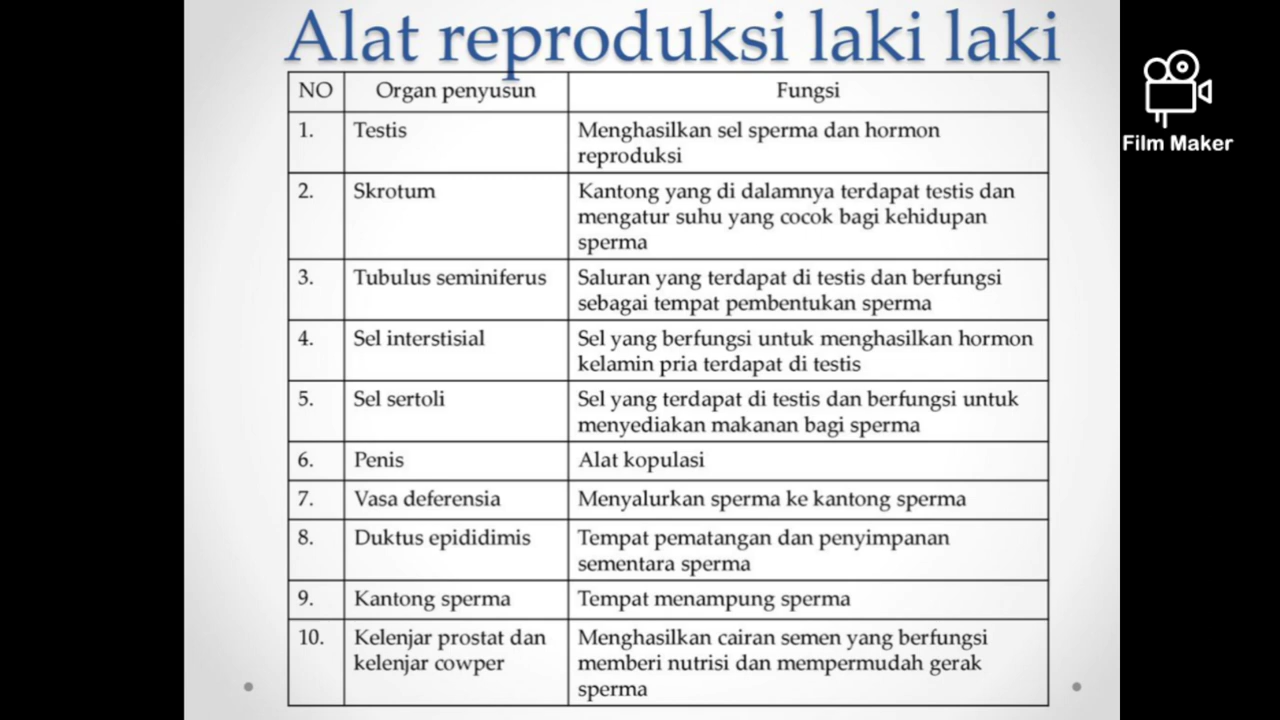 Alat reproduksi laki laki
NO Organ penyusun Fungsi
1. Testis Menghasilkan sel sperma dan hormon
reproduksi
2. Skrotum Kantong yang di dalamnya terdapat testis dan
mengatur suhu yang cocok bagi kehidupan
sperma
3. Tubulus seminiferus Saluran yang terdapat di testis dan berfungsi
sebagai tempat pembentukan sperma
4. Sel interstisial Sel yang berfungsi untuk menghasilkan hormon
kelamin pria terdapat di testis
5. Sel sertoli Sel yang terdapat di testis dan berfungsi untuk
menyediakan makanan bagi sperma
6. Penis Alat kopulasi
7. Vasa deferensia Menyalurkan sperma ke kantong sperma
8. Duktus epididimis Tempat pematangan dan penyimpanan
sementara sperma
9. Kantong sperma Tempat menampung sperma
10. Kelenjar prostat dan Menghasilkan cairan semen yang berfungsi
kelenjar cowper memberi nutrisi dan mempermudah gerak
sperma
Film Maker